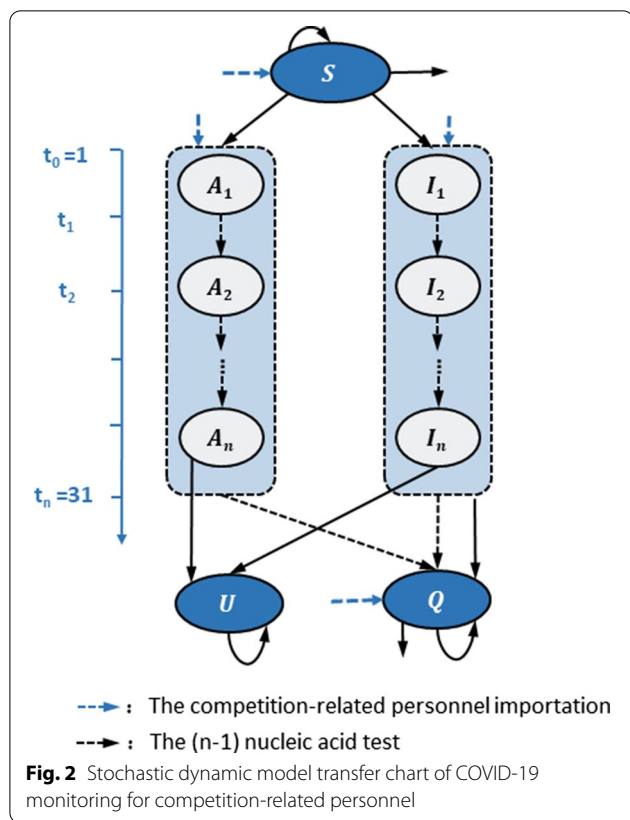 S
t0 =1
A1
I1
t1
t2
A2
I2
An
In
tn =31
U
Q
: The competition-related personnel importation
: The (n-1) nucleic acid test
Fig. 2 Stochastic dynamic model transfer chart of COVID-19
monitoring for competition-related personnel